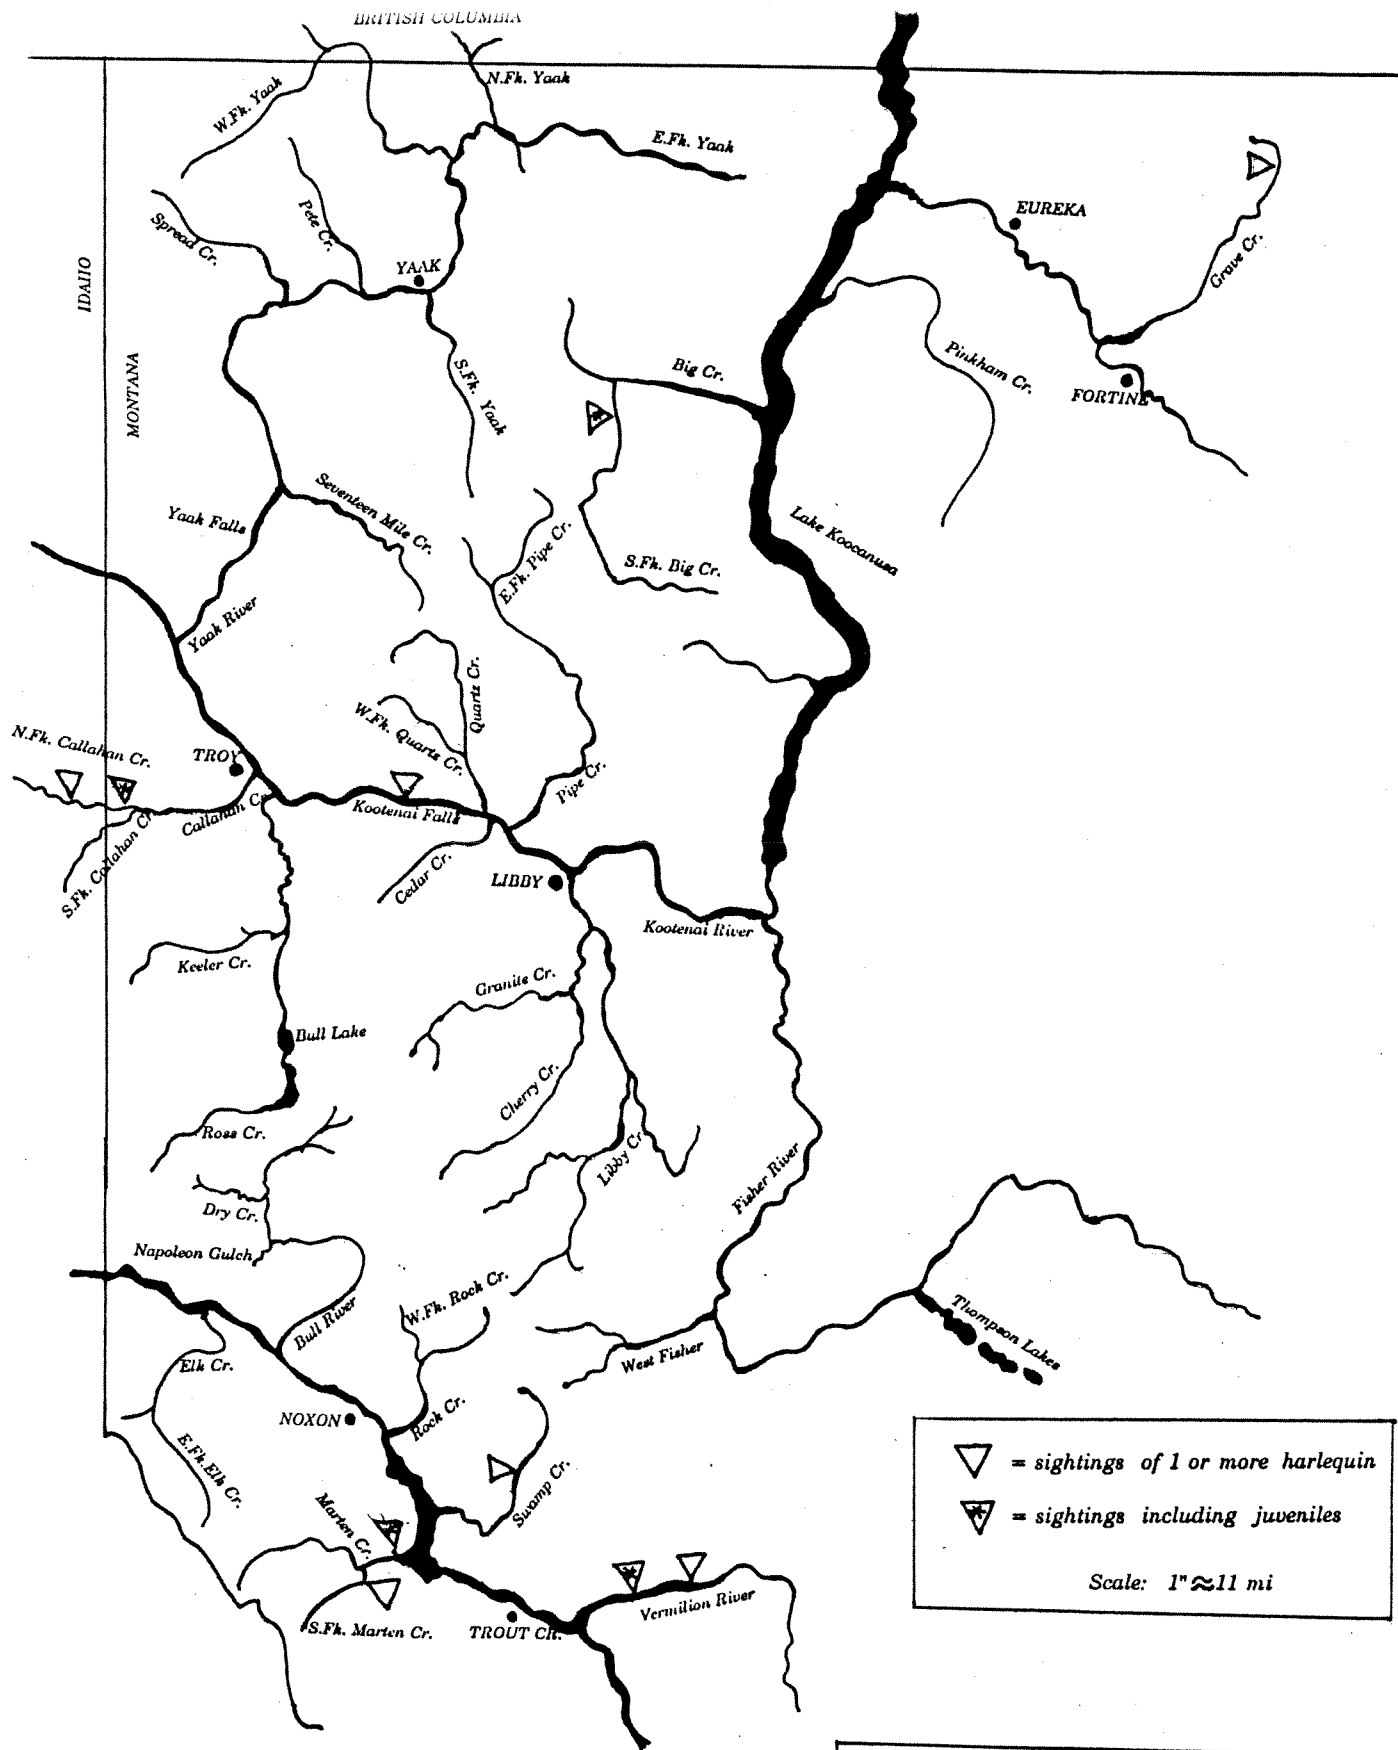 BRITISH COLUMBIA
N.Fk. Yaak
W.Fk. Yaak
E.Fk. Yaak
EUREKA
Pete Cr.
Spread Cr.
YAAK
Grave Cr.
IDAHO
MONTANA
S.Fk. Yaak
Big Cr.
Pinkham Cr.
FORTINE
Seventeen Mile Cr.
Yaak Falls
Lake Koocanusa
E.Fk. Pipe Cr.
S.Fk. Big Cr.
Yaak River
Quartz Cr.
W.Fk. Quartz Cr.
N.Fk. Callahan Cr.
TROY
Pipe Cr.
Callahan Cr.
Kootenai Falls
S.Fk. Callahan Cr.
Cedar Cr.
LIBBY
Kootenai River
Keeler Cr.
Granite Cr.
Bull Lake
Cherry Cr.
Ross Cr.
Libby Cr.
Fisher River
Dry Cr.
Napoleon Gulch
W.Fk. Rock Cr.
Bull River
Thompson Lakes
Elk Cr.
West Fisher
NOXON
Rock Cr.
E.Fk.Elk Cr.
Swamp Cr.
Marten Cr.
Vermilion River
S.Fk. Marten Cr.
TROUT CR.
= sightings of 1 or more harlequin
= sightings including juveniles
Scale: 1" ≈ 11 mi